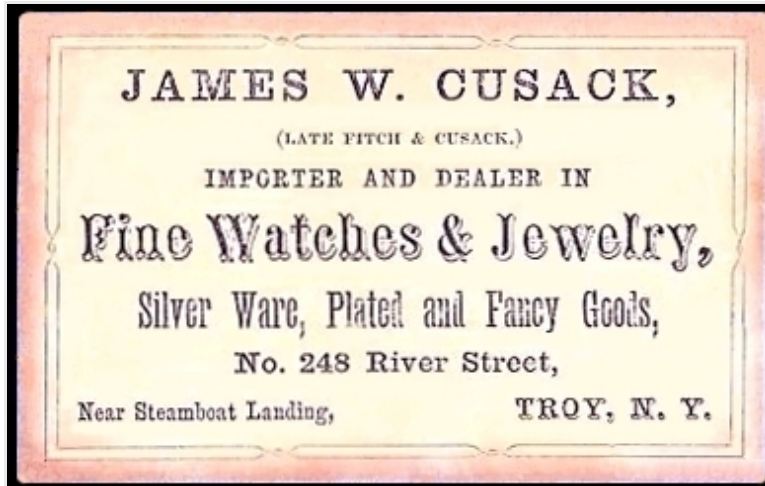 JAMES W. CUSACK,
(LATE FITCH & CUSACK.)
IMPORTER AND DEALER IN
Fine Watches & Jewelry,
Silver Ware, Plated and Fancy Goods,
No. 248 River Street,
Near Steamboat Landing, TROY, N. Y.